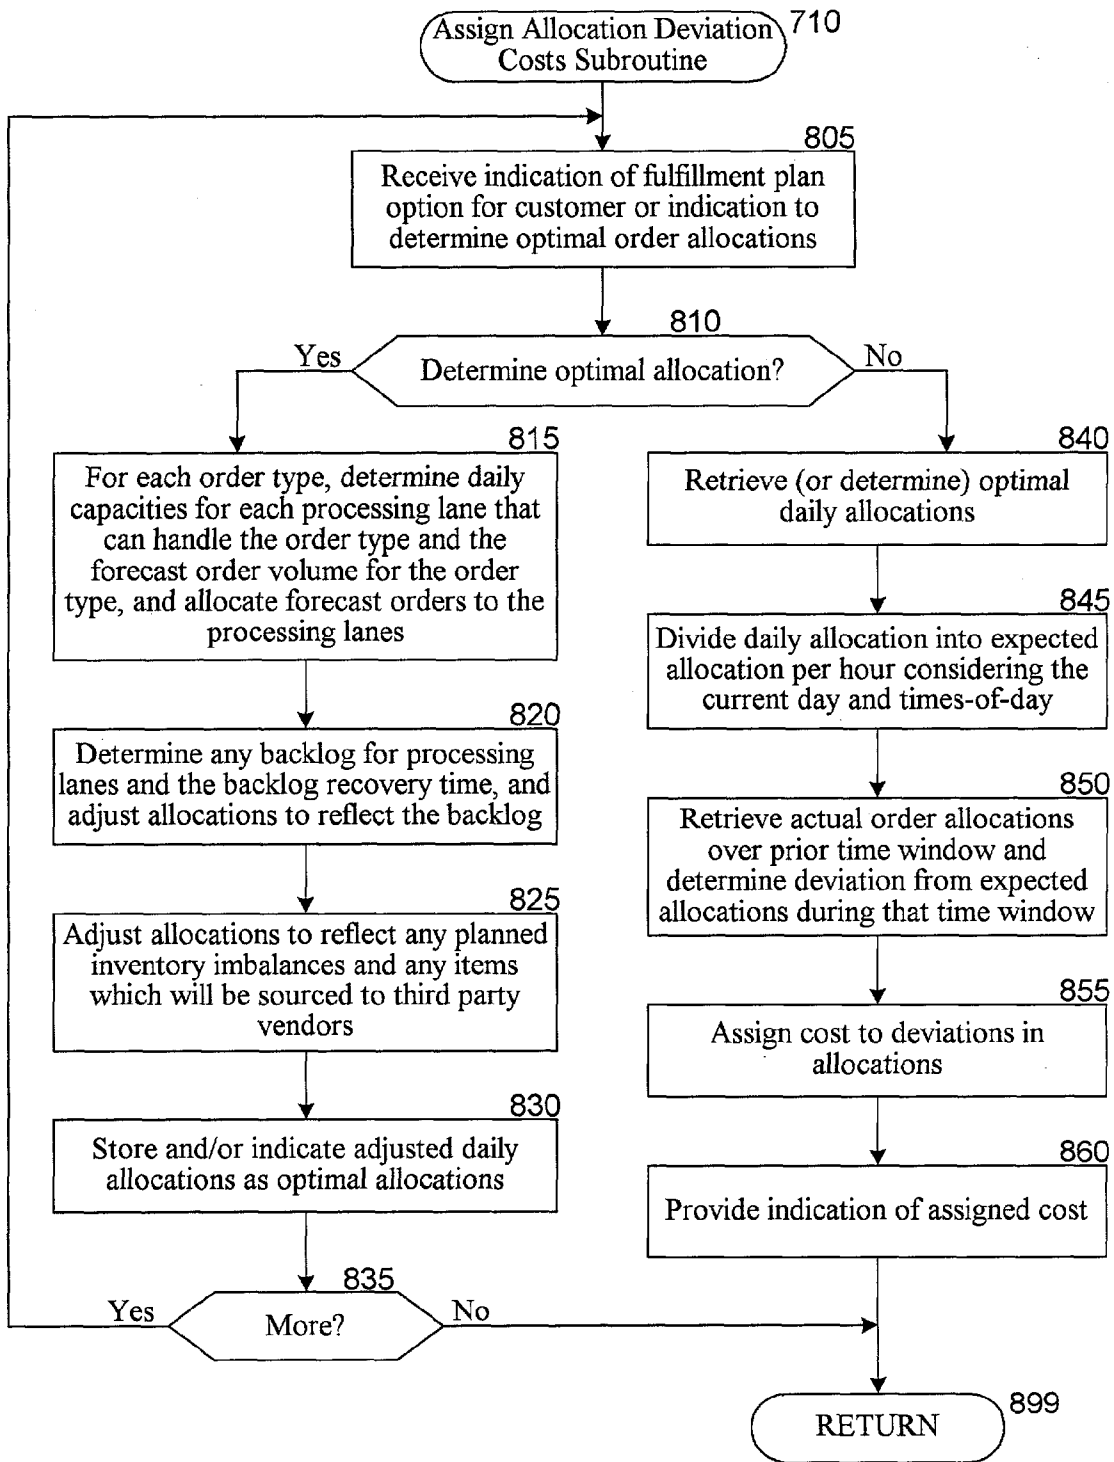 Assign Allocation Deviation
Costs Subroutine
710
805
Receive indication of fulfillment plan
option for customer or indication to
determine optimal order allocations
810
Yes
Determine optimal allocation?
No
815
For each order type, determine daily
capacities for each processing lane that
can handle the order type and the
forecast order volume for the order
type, and allocate forecast orders to the
processing lanes
820
Determine any backlog for processing
lanes and the backlog recovery time, and
adjust allocations to reflect the backlog
825
Adjust allocations to reflect any planned
inventory imbalances and any items
which will be sourced to third party
vendors
830
Store and/or indicate adjusted daily
allocations as optimal allocations
835
Yes
More?
No
840
Retrieve (or determine) optimal
daily allocations
845
Divide daily allocation into expected
allocation per hour considering the
current day and times-of-day
850
Retrieve actual order allocations
over prior time window and
determine deviation from expected
allocations during that time window
855
Assign cost to deviations in
allocations
860
Provide indication of assigned cost
899
RETURN